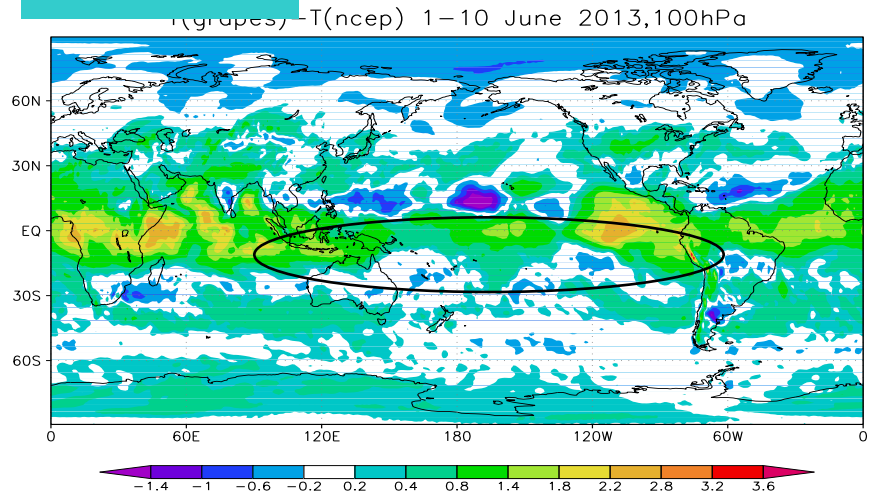 T(grapes)-T(ncep) 1-10 June 2013,100hPa
60N
30N
EQ
30S
60S
0 60E 120E 180 120W 60W 0
-1.4 -1 -0.6 -0.2 0.2 0.4 0.8 1.4 1.8 2.2 2.8 3.2 3.6